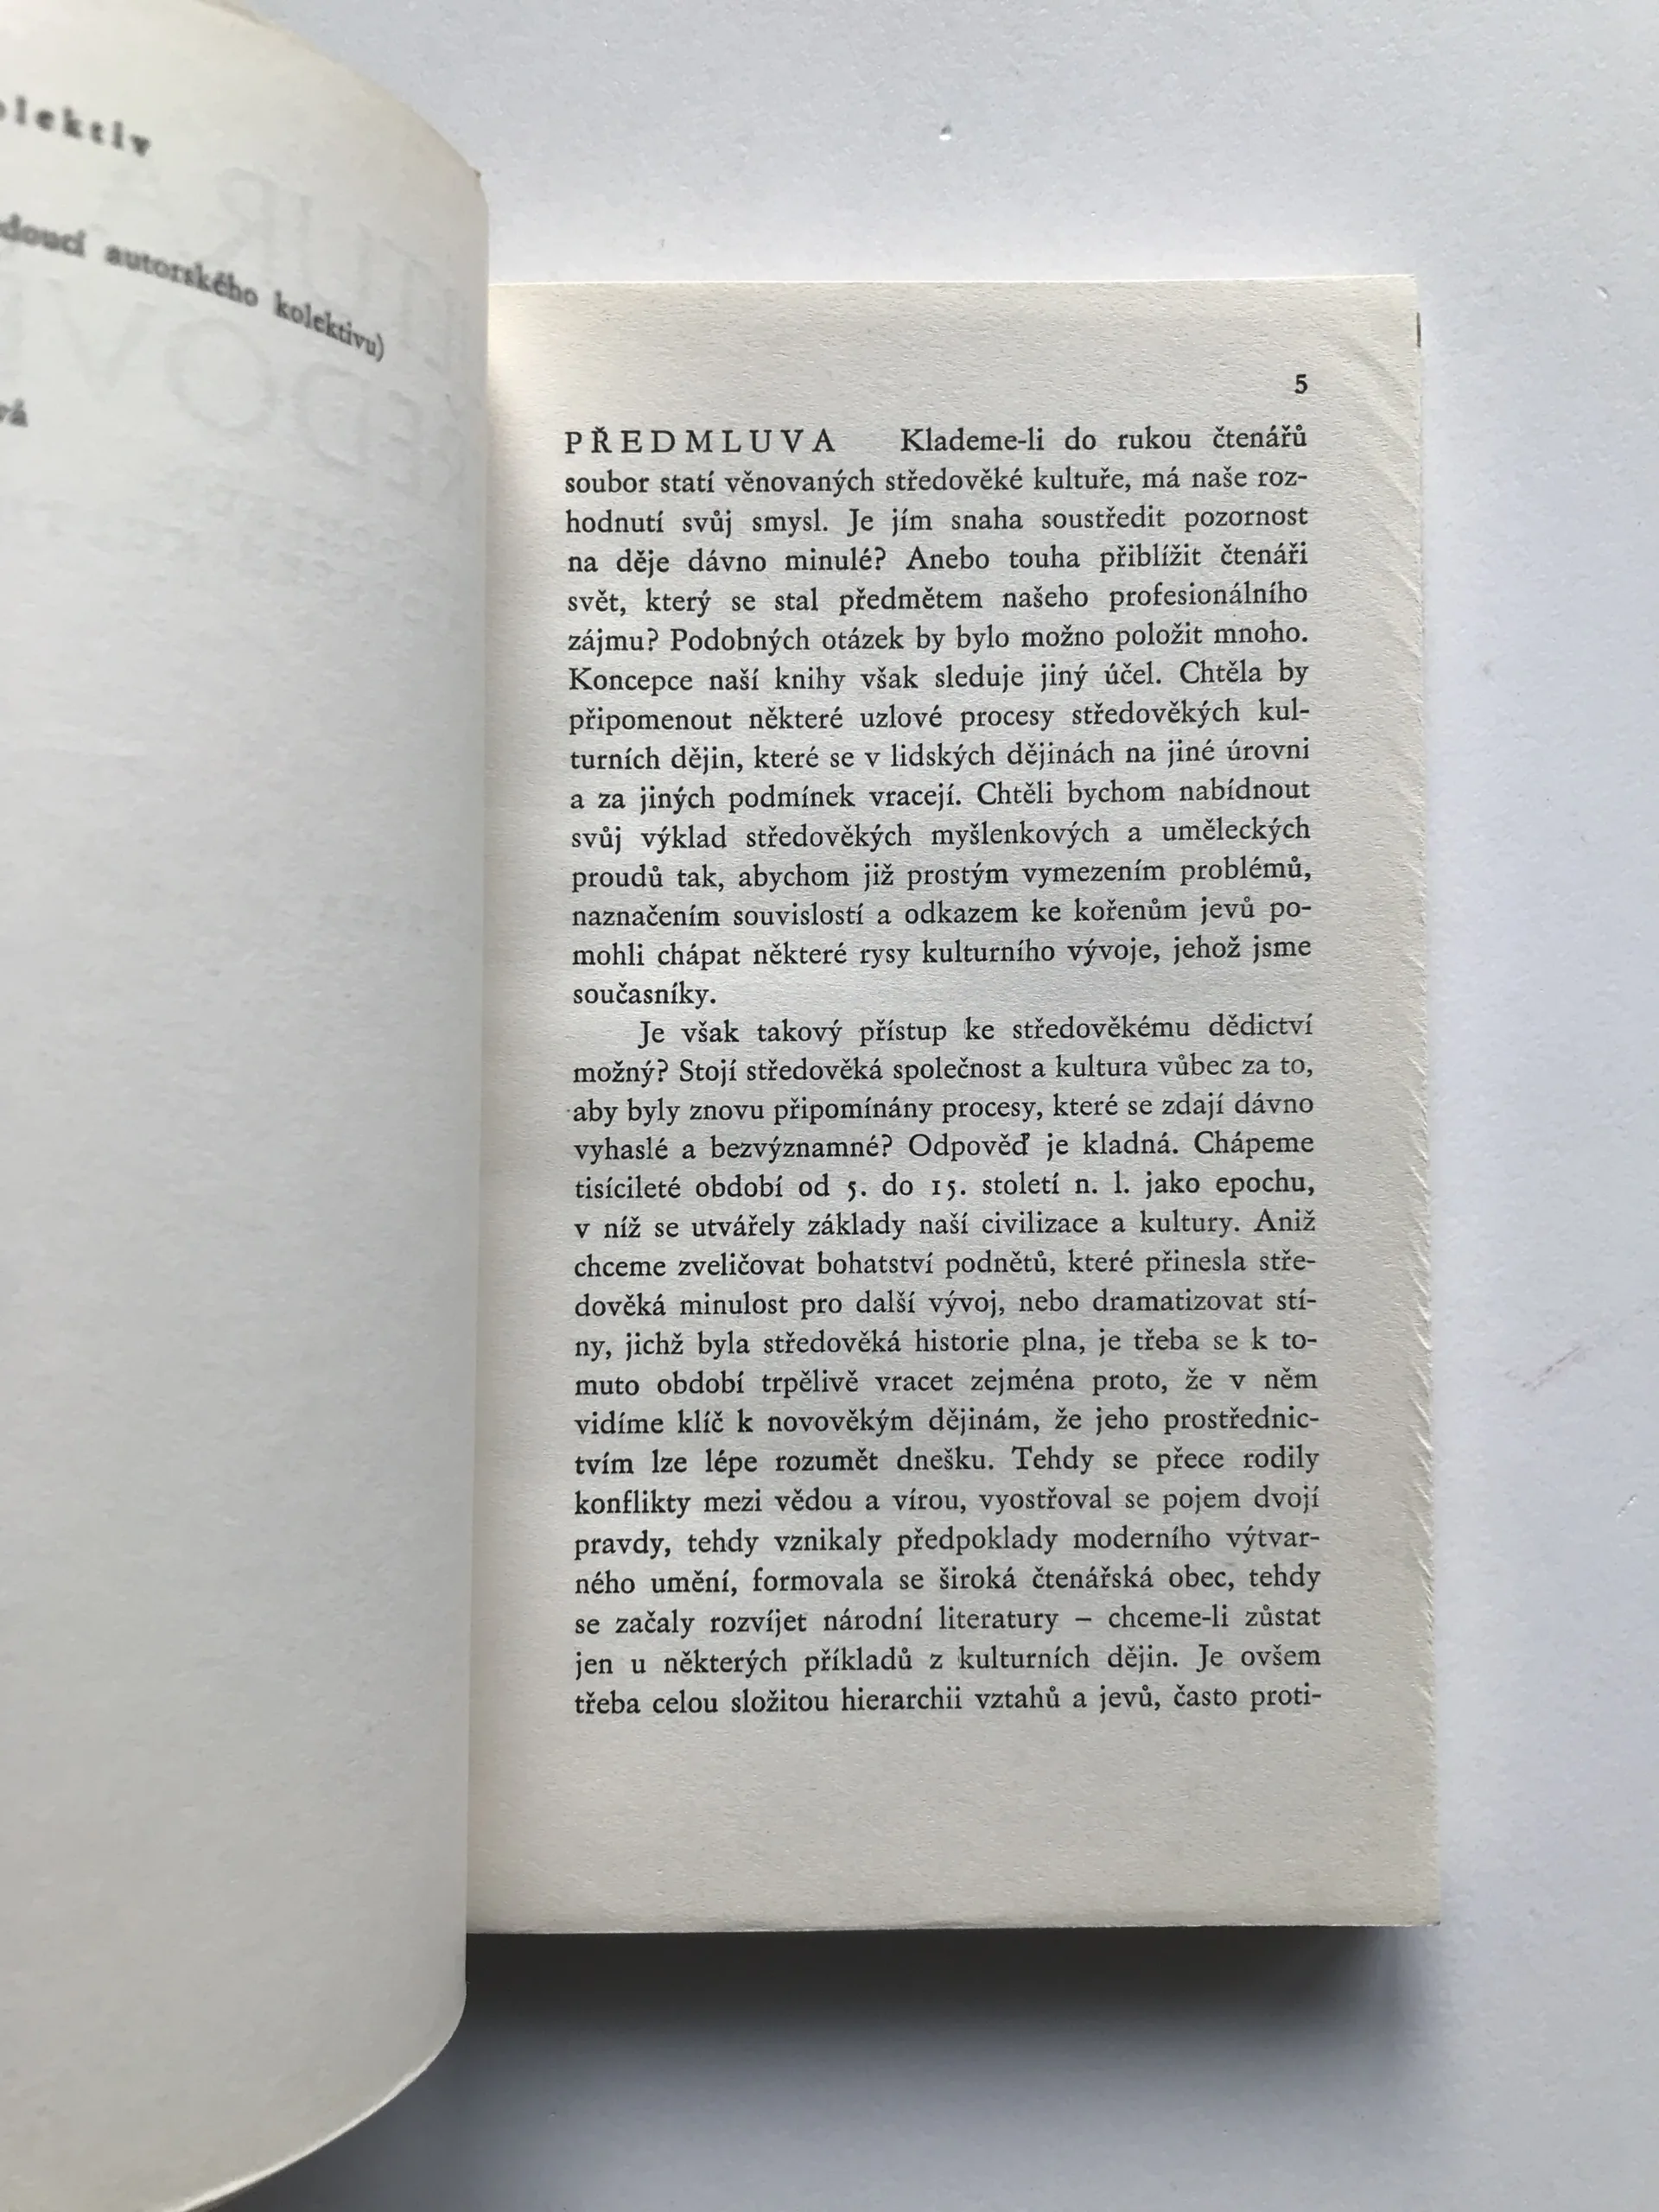 autorského kolektivu)
5
PŘEDMLUVA Klademe-li do rukou čtenářů
soubor statí věnovaných středověké kultuře, má naše roz-
hodnutí svůj smysl. Je jím snaha soustředit pozornost
na děje dávno minulé? Anebo touha přiblížit čtenáři
svět, který se stal předmětem našeho profesionálního
zájmu? Podobných otázek by bylo možno položit mnoho.
Koncepce naší knihy však sleduje jiný účel. Chtěla by
připomenout některé uzlové procesy středověkých kul-
turních dějin, které se v lidských dějinách na jiné úrovni
a za jiných podmínek vracejí. Chtěli bychom nabídnout
svůj výklad středověkých myšlenkových a uměleckých
proudů tak, abychom již prostým vymezením problémů,
naznačením souvislostí a odkazem ke kořenům jevů po-
mohli chápat některé rysy kulturního vývoje, jehož jsme
současníky.
Je však takový přístup ke středověkému dědictví
možný? Stojí středověká společnost a kultura vůbec za to,
aby byly znovu připomínány procesy, které se zdají dávno
vyhaslé a bezvýznamné? Odpověď je kladná. Chápeme
tisícileté období od 5. do 15. století n. l. jako epochu,
v níž se utvářely základy naší civilizace a kultury. Aniž
chceme zveličovat bohatství podnětů, které přinesla stře-
dověká minulost pro další vývoj, nebo dramatizovat stí-
ny, jichž byla středověká historie plna, je třeba se k to-
muto období trpělivě vracet zejména proto, že v něm
vidíme klíč k novověkým dějinám, že jeho prostřednic-
tvím lze lépe rozumět dnešku. Tehdy se přece rodily
konflikty mezi vědou a vírou, vyostřoval se pojem dvojí
pravdy, tehdy vznikaly předpoklady moderního výtvar-
ného umění, formovala se široká čtenářská obec, tehdy
se začaly rozvíjet národní literatury – chceme-li zůstat
jen u některých příkladů z kulturních dějin. Je ovšem
třeba celou složitou hierarchii vztahů a jevů, často proti-